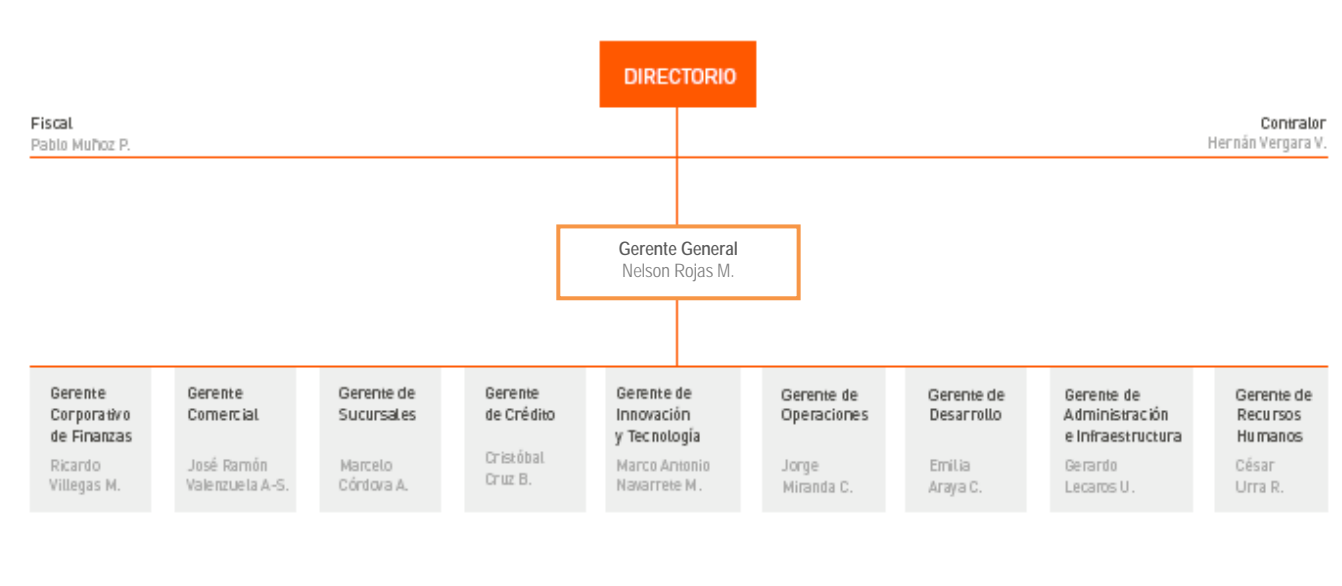 DIRECTORIO
Fiscal
Pablo Muñoz P.
Contralor
Hernán Vergara V.
Gerente General
Nelson Rojas M.
Gerente
Corporativo
de Finanzas
Ricardo
Villegas M.
Gerente
Comercial
José Ramón
Valenzuela A-S.
Gerente de
Sucursales
Marcelo
Córdova A.
Gerente
de Crédito
Cristóbal
Cruz B.
Gerente de
Innovación
y Tecnología
Marco Antonio
Navarrete M.
Gerente de
Operaciones
Jorge
Miranda C.
Gerente de
Desarrollo
Emilia
Araya C.
Gerente de
Administración
e Infraestructura
Gerardo
Lecaros U.
Gerente de
Recursos
Humanos
César
Urra R.